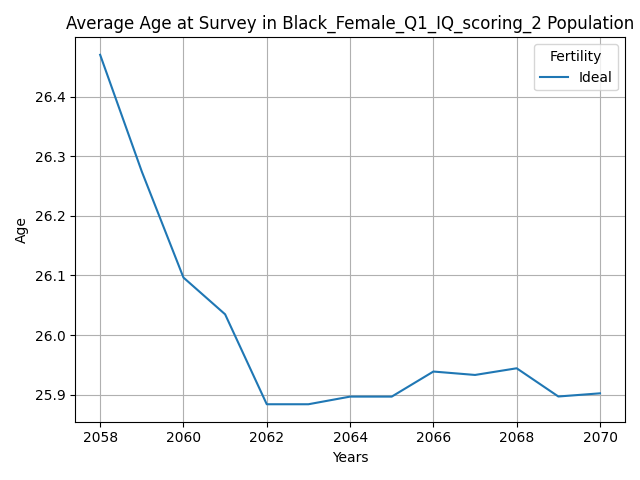 Average Age at Survey in Black_Female_Q1_IQ_scoring_2 Population
Fertility
Ideal
26.4
26.3
26.2
26.1
26.0
25.9
Age
2058 2060 2062 2064 2066 2068 2070
Years